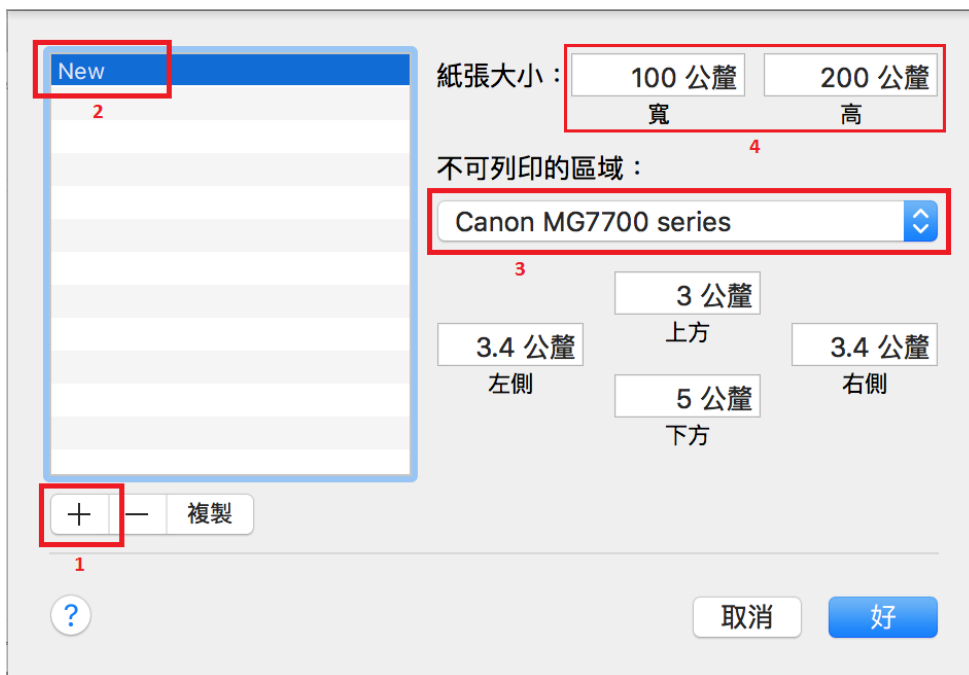 New
2
+
−
複製
1
紙張大小：
100 公釐
200 公釐
寬
高
4
不可列印的區域：
Canon MG7700 series
3
3 公釐
上方
3.4 公釐
左側
3.4 公釐
右側
5 公釐
下方
?
取消
好